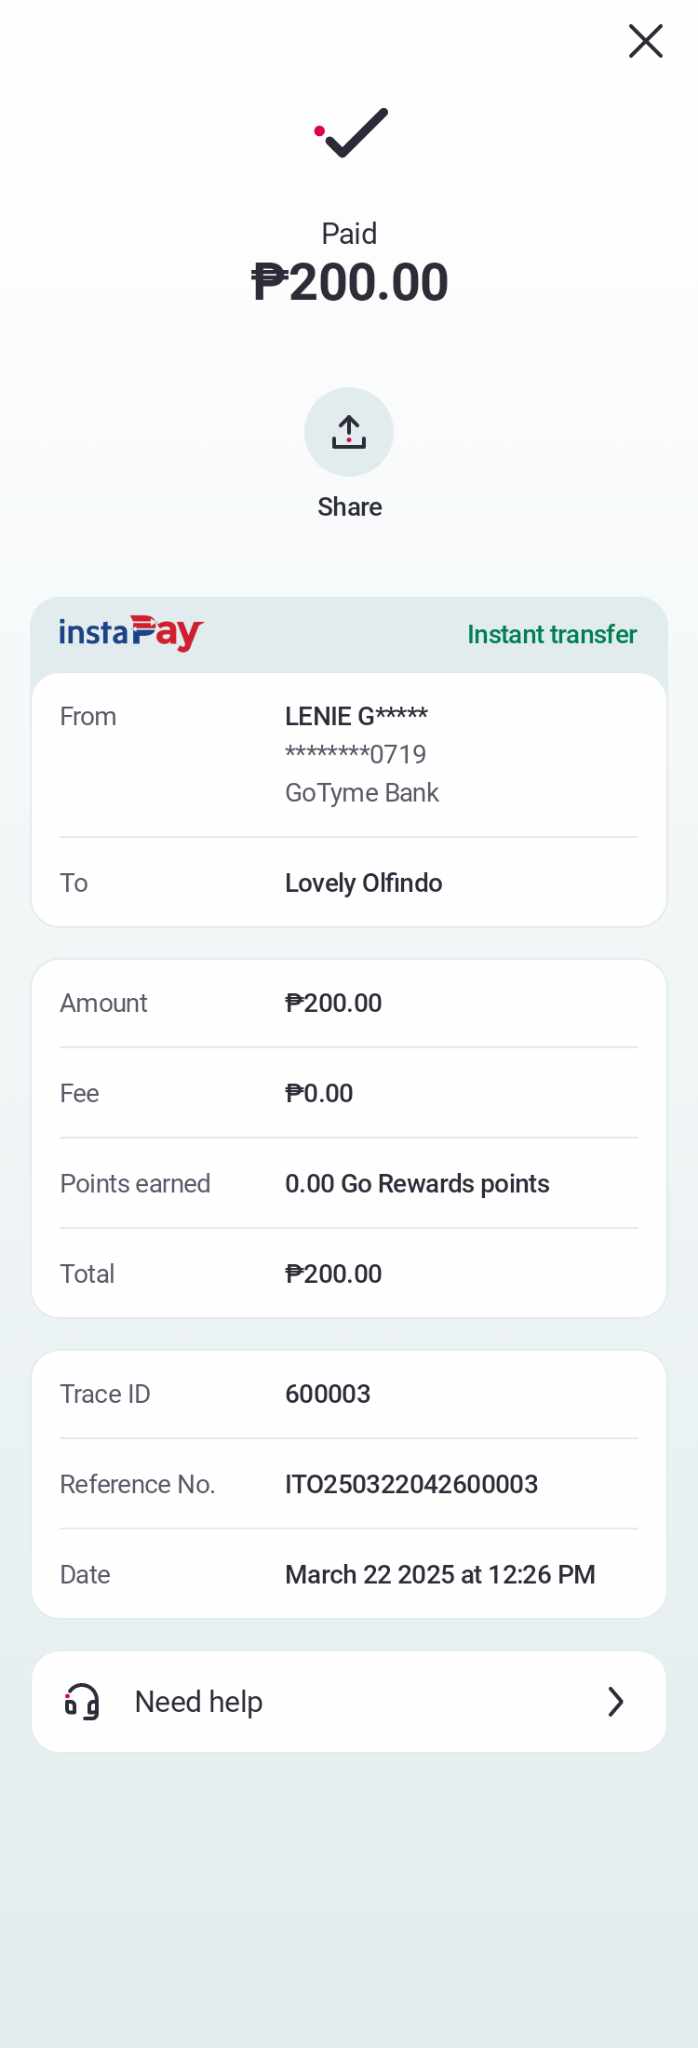 Paid
₱200.00
Share
instaPay Instant transfer
From LENIE G*****
********0719
GoTyme Bank
To Lovely Olfindo
Amount ₱200.00
Fee ₱0.00
Points earned 0.00 Go Rewards points
Total ₱200.00
Trace ID 600003
Reference No. ITO250322042600003
Date March 22 2025 at 12:26 PM
Need help